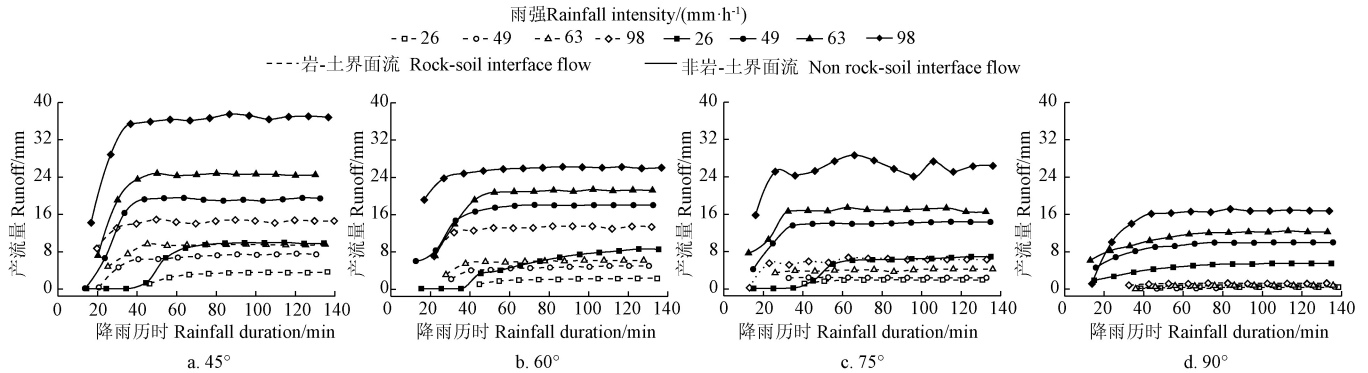 雨强Rainfall intensity/(mm·h⁻¹)
26 49 63 98 26 49 63 98
岩-土界面流 Rock-soil interface flow 非岩-土界面流 Non rock-soil interface flow
产流量 Runoff/mm
40
32
24
16
8
0
0 20 40 60 80 100 120 140
降雨历时 Rainfall duration/min
a. 45°
产流量 Runoff/mm
40
32
24
16
8
0
0 20 40 60 80 100 120 140
降雨历时 Rainfall duration/min
b. 60°
产流量 Runoff/mm
40
32
24
16
8
0
0 20 40 60 80 100 120 140
降雨历时 Rainfall duration/min
c. 75°
产流量 Runoff/mm
40
32
24
16
8
0
0 20 40 60 80 100 120 140
降雨历时 Rainfall duration/min
d. 90°